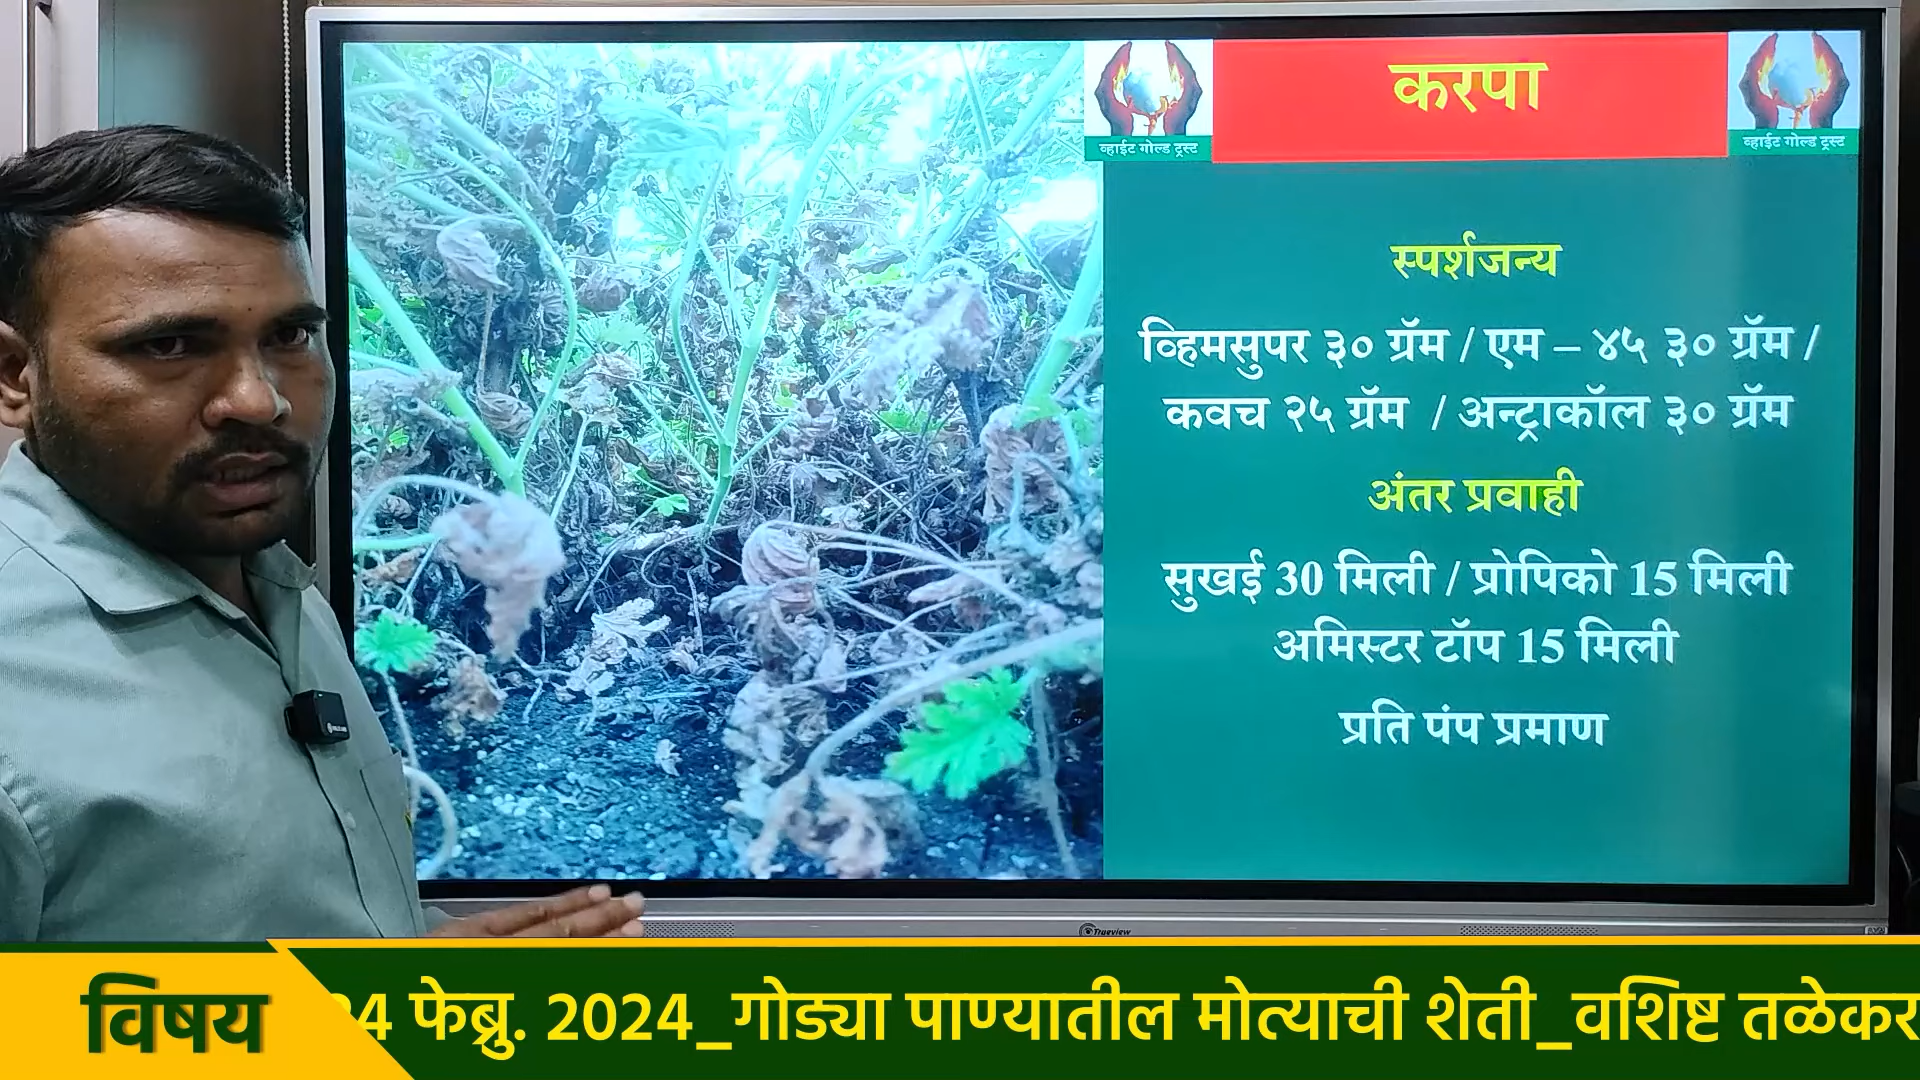 करपा
व्हाईट गोल्ड ट्रस्ट
व्हाईट गोल्ड ट्रस्ट
स्पर्शजन्य
व्हिमसुपर ३० ग्रॅम / एम – ४५ ३० ग्रॅम /
कवच २५ ग्रॅम / अन्ट्राकॉल ३० ग्रॅम
अंतर प्रवाही
सुखई 30 मिली / प्रोपिको 15 मिली
अमिस्टर टॉप 15 मिली
प्रति पंप प्रमाण
Trueview
विषय
4 फेब्रु. 2024_गोड्या पाण्यातील मोत्याची शेती_वशिष्ट तळेकर